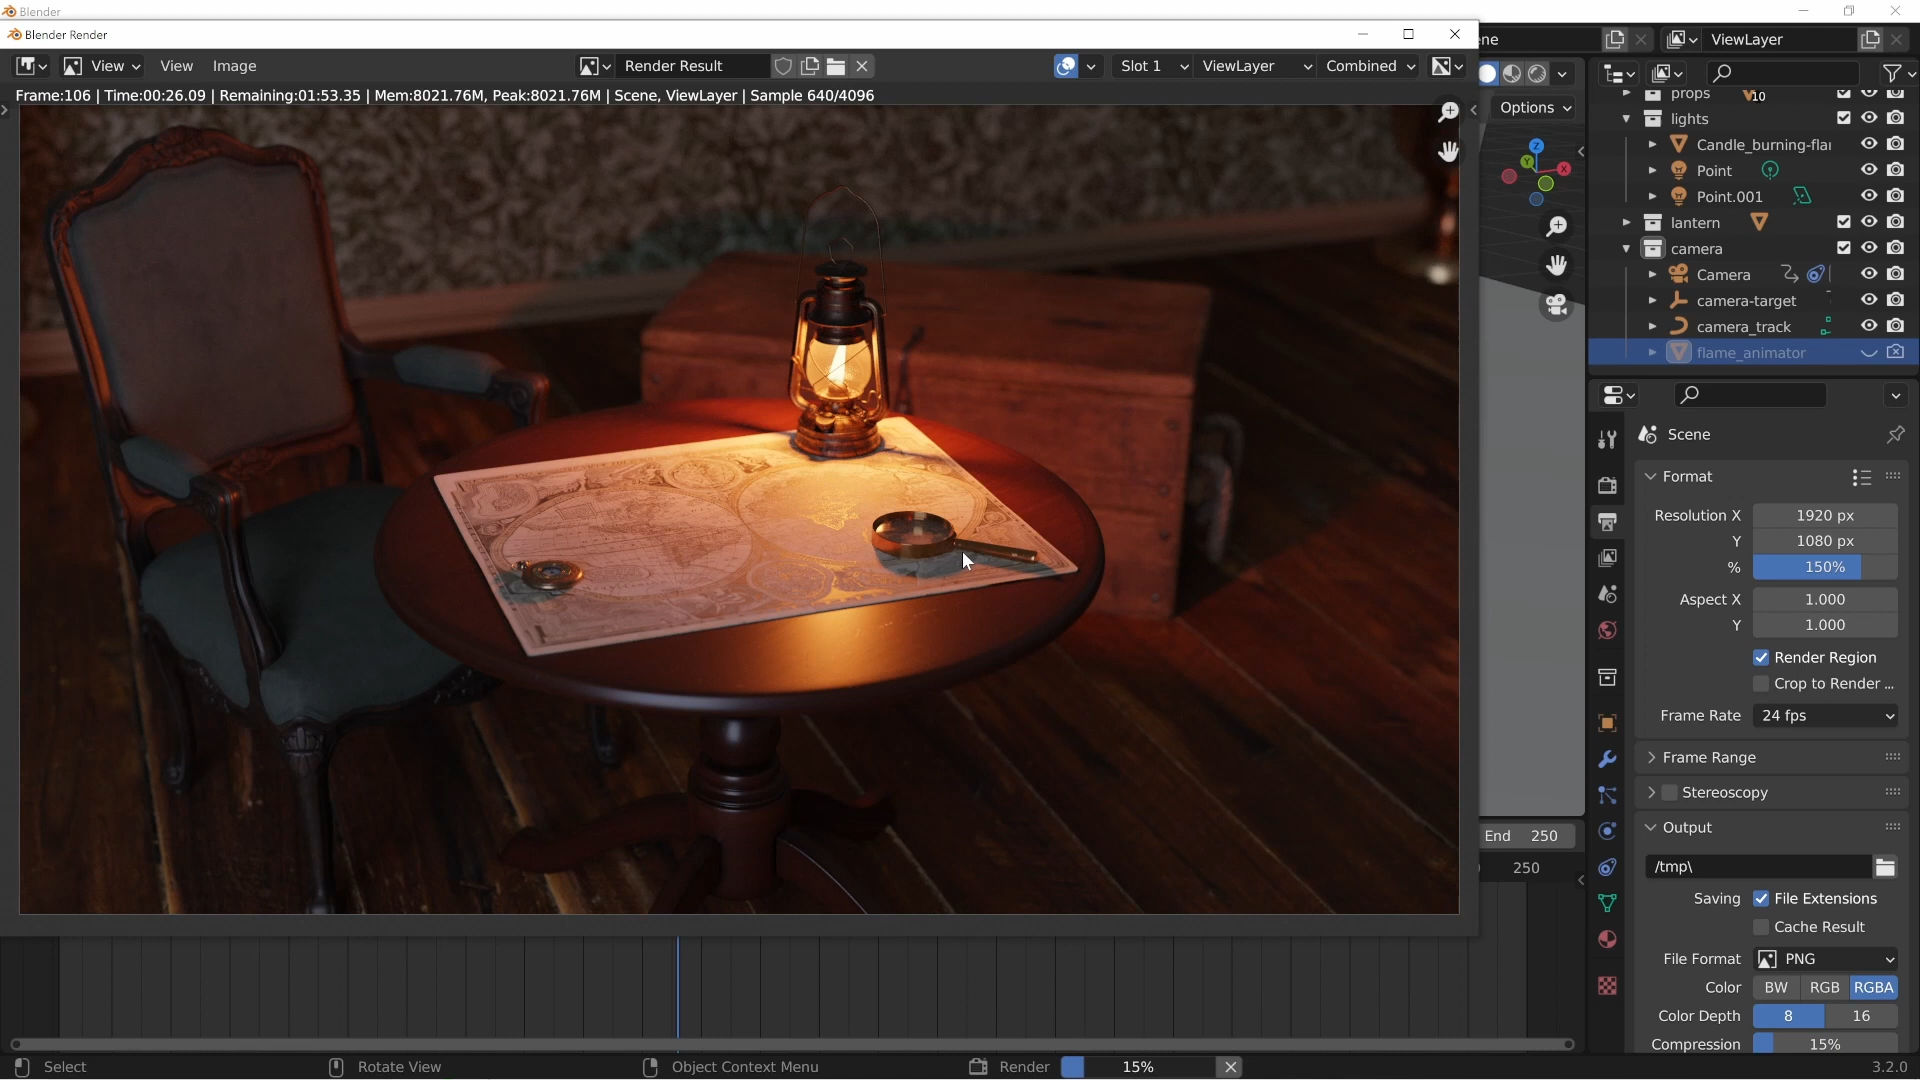 Blender
Blender Render
View View Image Render Result Slot 1 ViewLayer Combined
ne ViewLayer
Frame:106 | Time:00:26.09 | Remaining:01:53.35 | Mem:8021.76M, Peak:8021.76M | Scene, ViewLayer | Sample 640/4096
Options
Z
Y
X
props 10
lights
Candle_burning-fla
Point
Point.001
lantern
camera
Camera
camera-target
camera_track
flame_animator
Scene
Format
Resolution X 1920 px
Y 1080 px
% 150%
Aspect X 1.000
Y 1.000
Render Region
Crop to Render ...
Frame Rate 24 fps
Frame Range
Stereoscopy
Output
End 250
250
/tmp\
Saving File Extensions
Cache Result
File Format PNG
Color BW RGB RGBA
Color Depth 8 16
Compression 15%
Select Rotate View Object Context Menu Render 15% 3.2.0